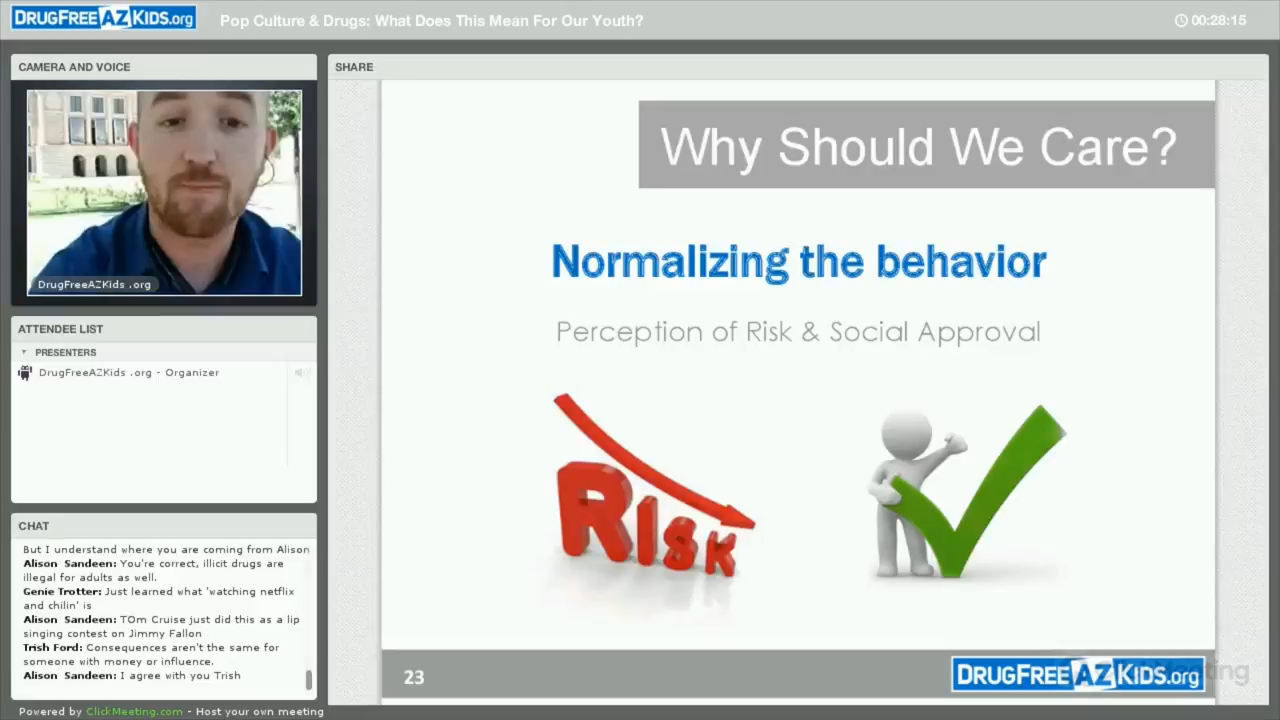 DRUGFREEAZKIDS.org
Pop Culture & Drugs: What Does This Mean For Our Youth?
00:28:15
CAMERA AND VOICE
DrugFreeAZKids .org
ATTENDEE LIST
PRESENTERS
DrugFreeAZKids .org - Organizer
CHAT
But I understand where you are coming from Alison
Alison Sandeen: You're correct, illicit drugs are
illegal for adults as well.
Genie Trotter: Just learned what 'watching netflix
and chilin' is
Alison Sandeen: TOm Cruise just did this as a lip
singing contest on Jimmy Fallon
Trish Ford: Consequences aren't the same for
someone with money or influence.
Alison Sandeen: I agree with you Trish
Powered by ClickMeeting.com - Host your own meeting
SHARE
Why Should We Care?
Normalizing the behavior
Perception of Risk & Social Approval
RISK
23
DRUGFREEAZKIDS.org